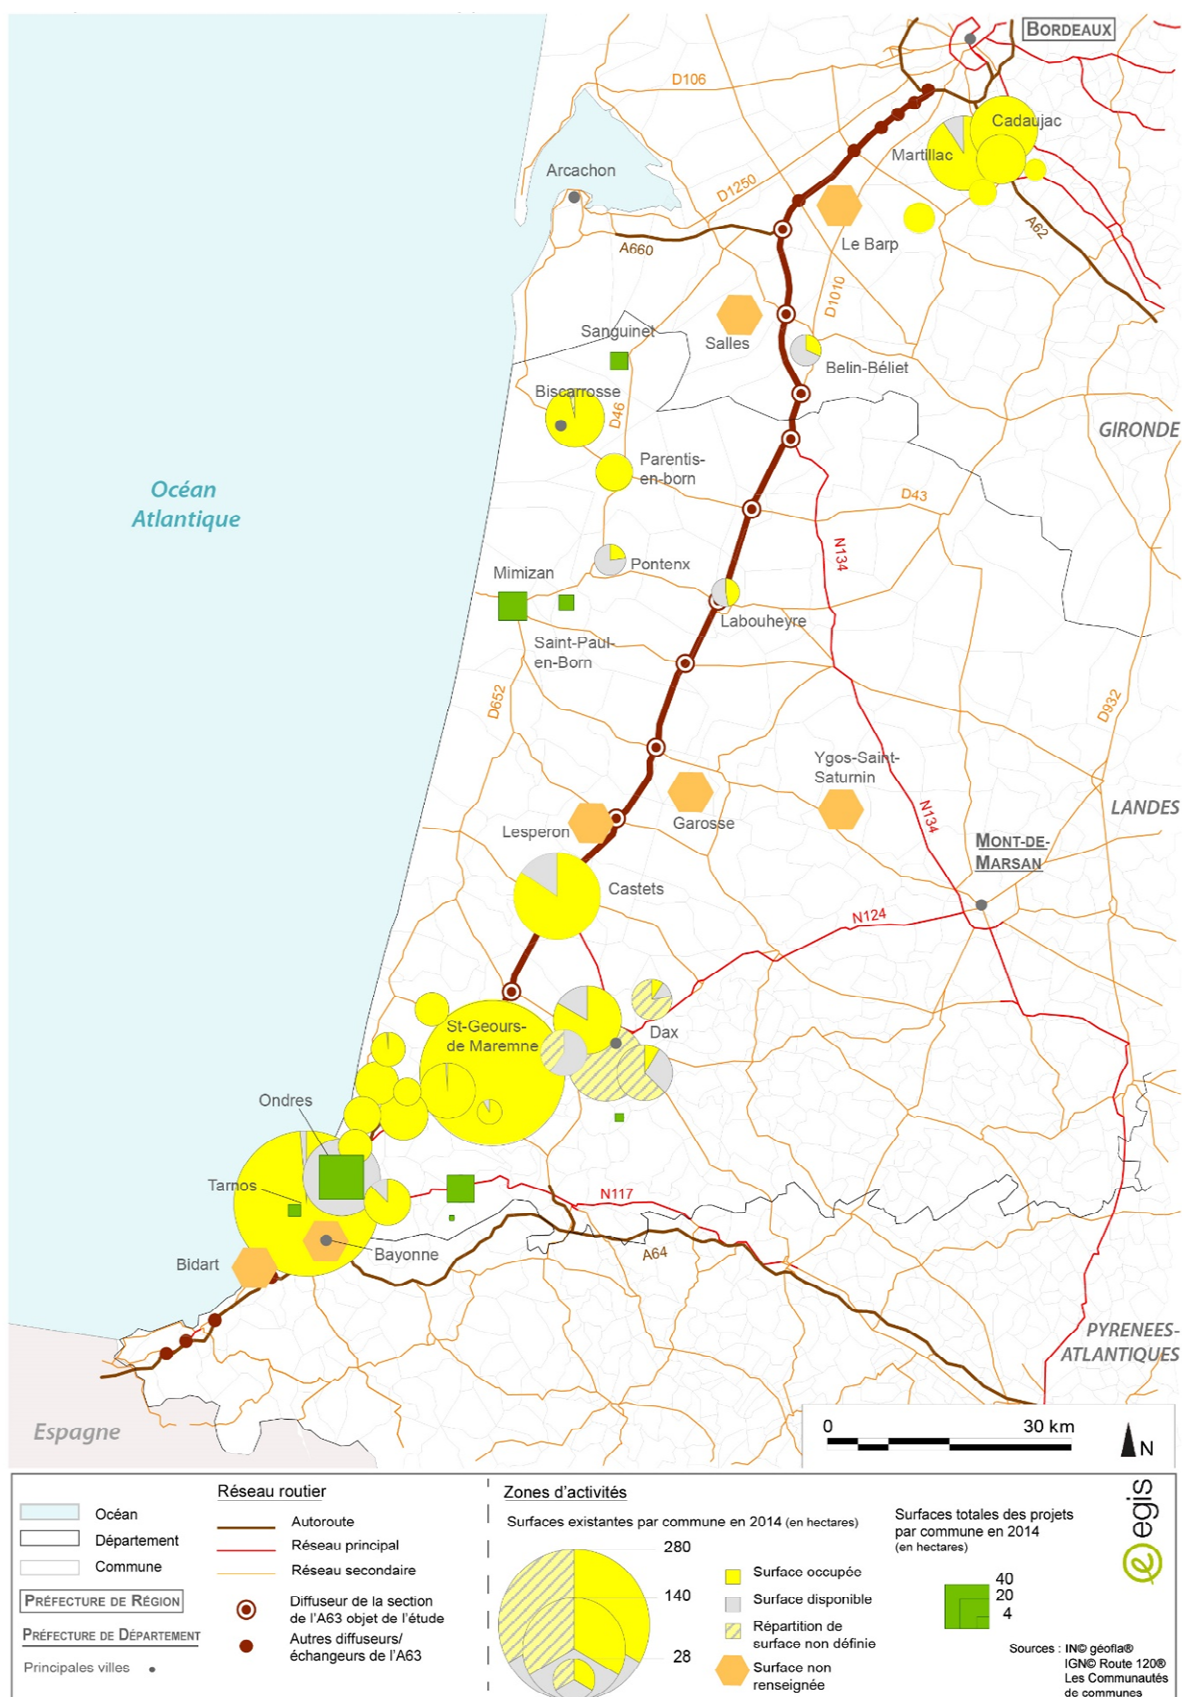 BORDEAUX
D106
Cadaujac
Martillac
Arcachon
D1250
A62
Le Barp
A660
D1010
Sanguinet
Salles
Belin-Béliet
Biscarrosse
D46
GIRONDE
Parentis-
en-born
Océan
Atlantique
D43
N134
Pontenx
Mimizan
Labouheyre
Saint-Paul-
en-Born
D652
D932
Ygos-Saint-
Saturnin
N134
LANDES
Lesperon
Garosse
MONT-DE-
MARSAN
Castets
N124
St-Geours-
de Maremne
Dax
Ondres
Tarnos
N117
Bayonne
A64
Bidart
PYRENEES-
ATLANTIQUES
Espagne
0 30 km
N
Océan
Département
Commune
PRÉFECTURE DE RÉGION
PRÉFECTURE DE DÉPARTEMENT
Principales villes
Réseau routier
Autoroute
Réseau principal
Réseau secondaire
Diffuseur de la section
de l'A63 objet de l'étude
Autres diffuseurs/
échangeurs de l'A63
Zones d'activités
Surfaces existantes par commune en 2014 (en hectares)
280
140
28
Surface occupée
Surface disponible
Répartition de
surface non définie
Surface non
renseignée
Surfaces totales des projets
par commune en 2014
(en hectares)
40
20
4
egis
Sources : IN© géofla®
IGN© Route 120®
Les Communautés
de communes